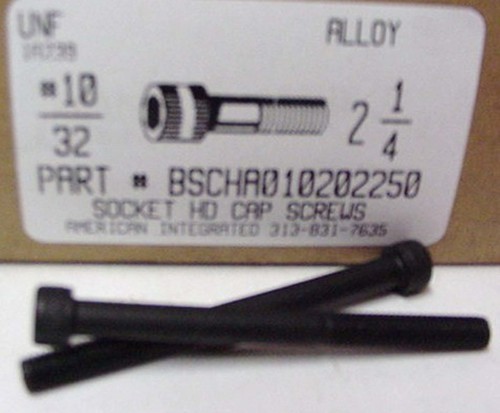 UNF
ALLOY
#10
32
2 1/4
PART # BSCHA010202250
SOCKET HD CAP SCREWS
AMERICAN INTEGRATED 313-831-7635